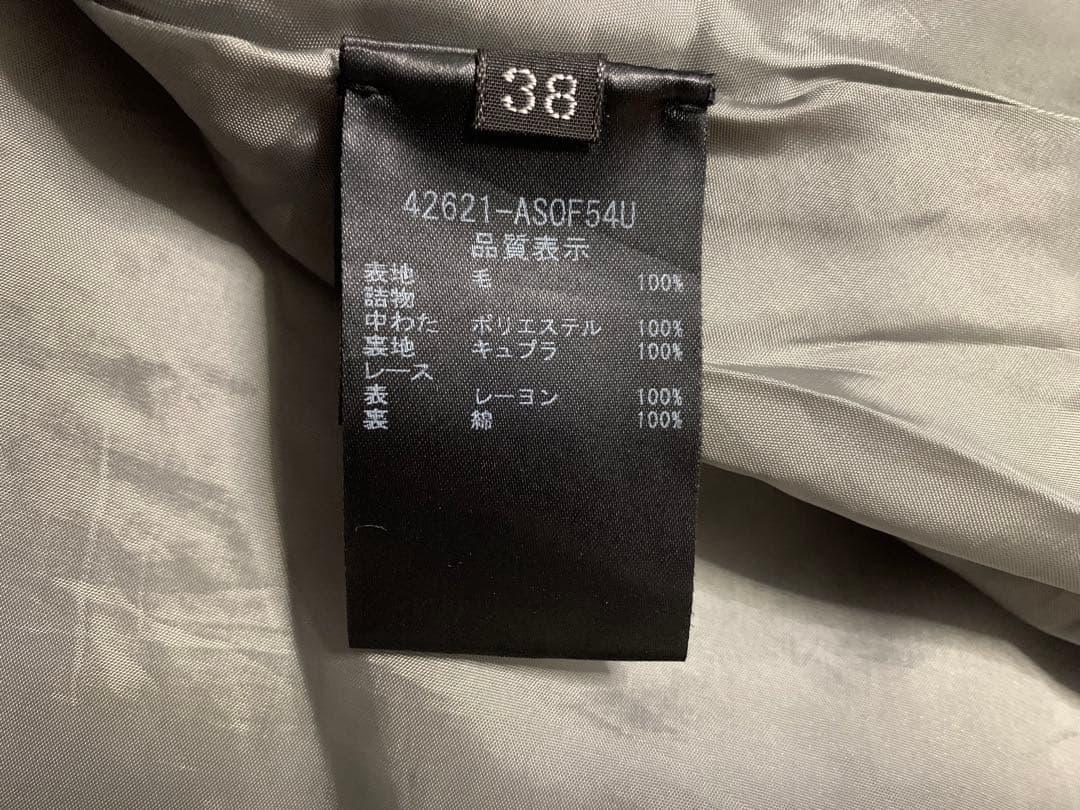 38
42621-ASOF54U
品質表示
表地 毛 100%
詰物
中わた ポリエステル 100%
裏地 キュプラ 100%
レース
表 レーヨン 100%
裏 綿 100%